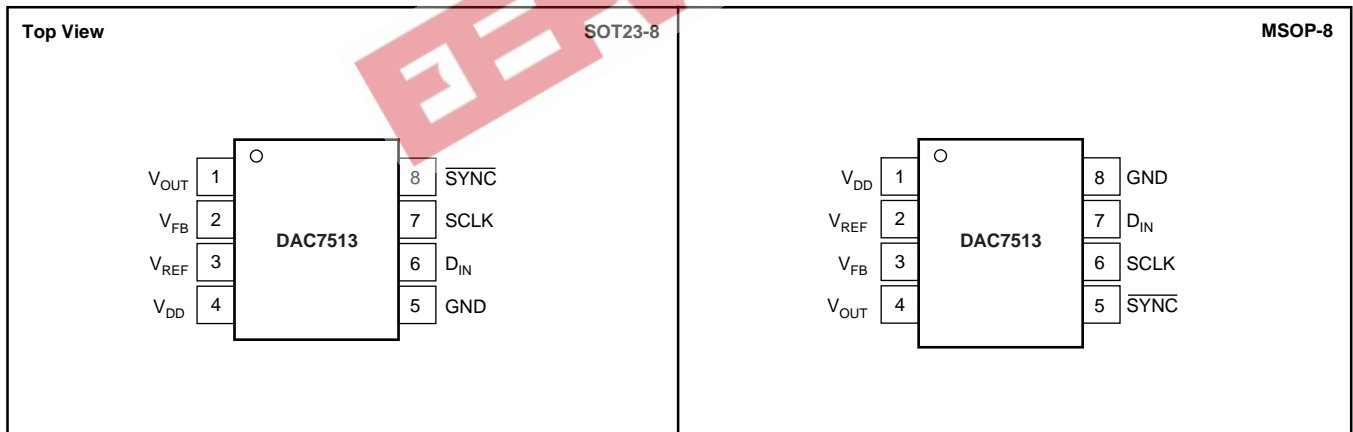 Top View SOT23-8
V_OUT 1 8 S̅Y̅N̅C̅
V_FB 2 7 SCLK
DAC7513
V_REF 3 6 D_IN
V_DD 4 5 GND
MSOP-8
V_DD 1 8 GND
V_REF 2 7 D_IN
DAC7513
V_FB 3 6 SCLK
V_OUT 4 5 S̅Y̅N̅C̅